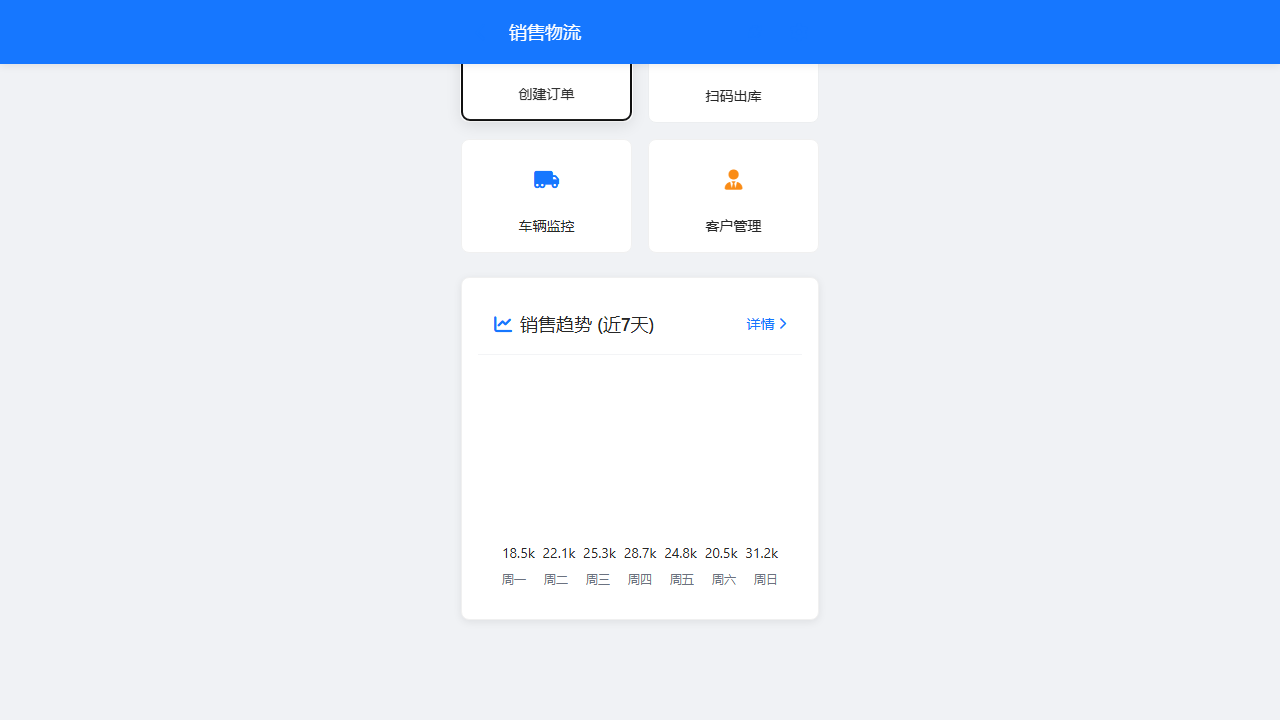 销售物流
创建订单
扫码出库
车辆监控
客户管理
销售趋势 (近7天)
详情
18.5k 22.1k 25.3k 28.7k 24.8k 20.5k 31.2k
周一 周二 周三 周四 周五 周六 周日